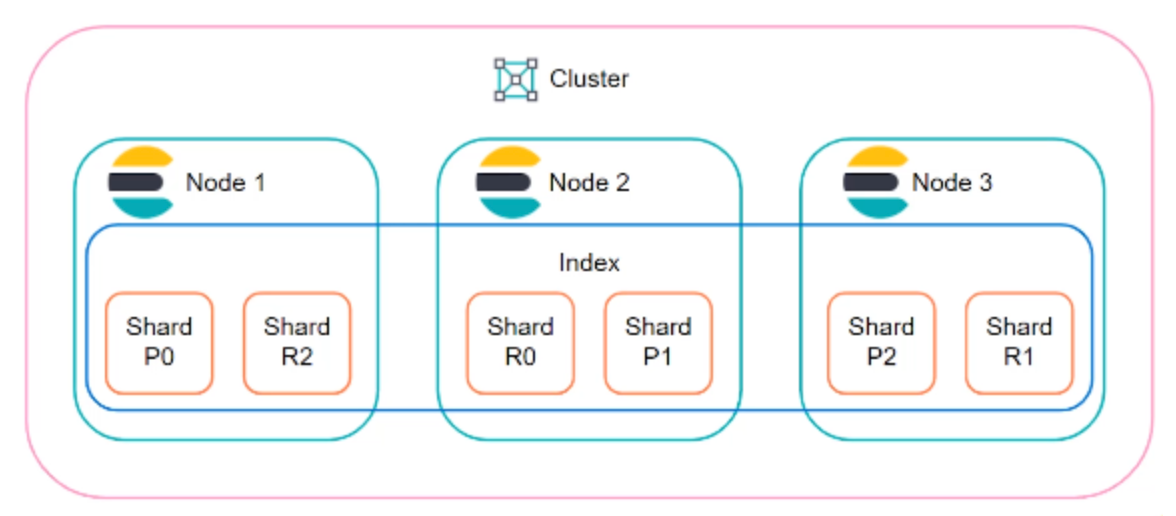 Cluster
Node 1
Node 2
Node 3
Index
Shard
P0
Shard
R2
Shard
R0
Shard
P1
Shard
P2
Shard
R1